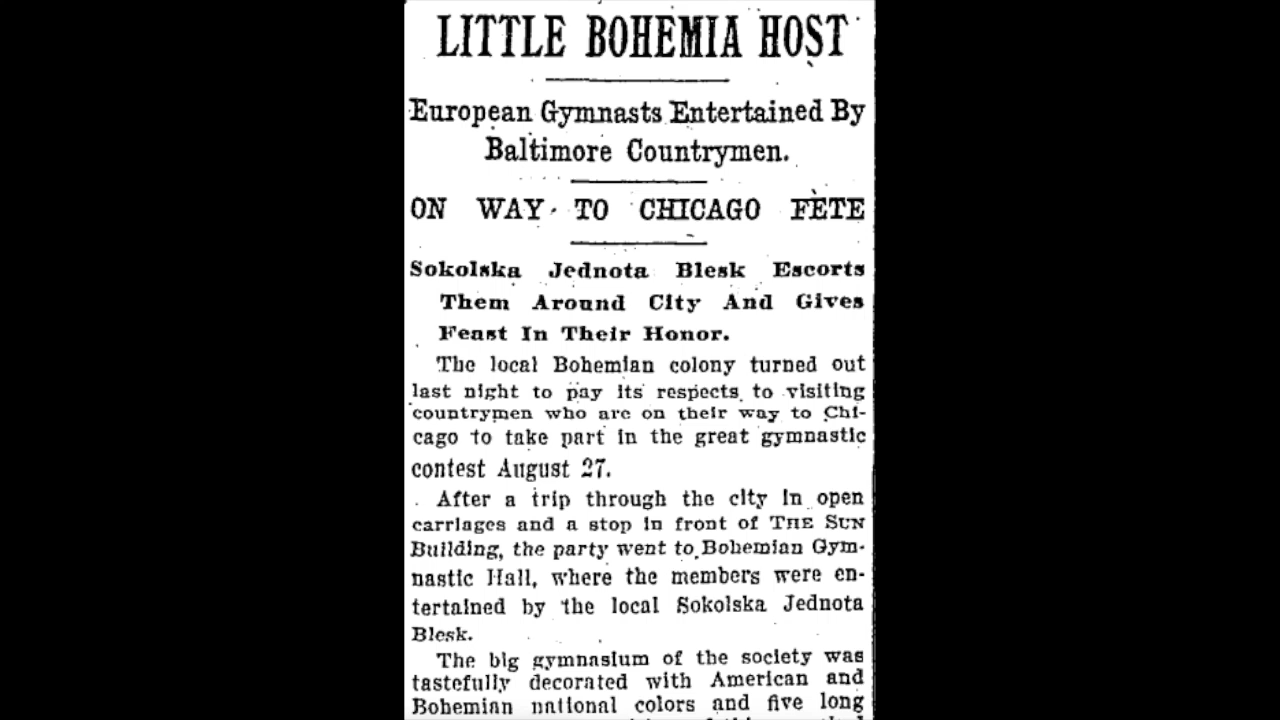 LITTLE BOHEMIA HOST
European Gymnasts Entertained By
Baltimore Countrymen.
ON WAY TO CHICAGO FÈTE
Sokolska Jednota Blesk Escorts
Them Around City And Gives
Feast In Their Honor.
The local Bohemian colony turned out
last night to pay its respects to visiting
countrymen who are on their way to Chi-
cago to take part in the great gymnastic
contest August 27.
After a trip through the city in open
carriages and a stop in front of THE SUN
Building, the party went to Bohemian Gym-
nastic Hall, where the members were en-
tertained by the local Sokolska Jednota
Blesk.
The big gymnasium of the society was
tastefully decorated with American and
Bohemian national colors and five long